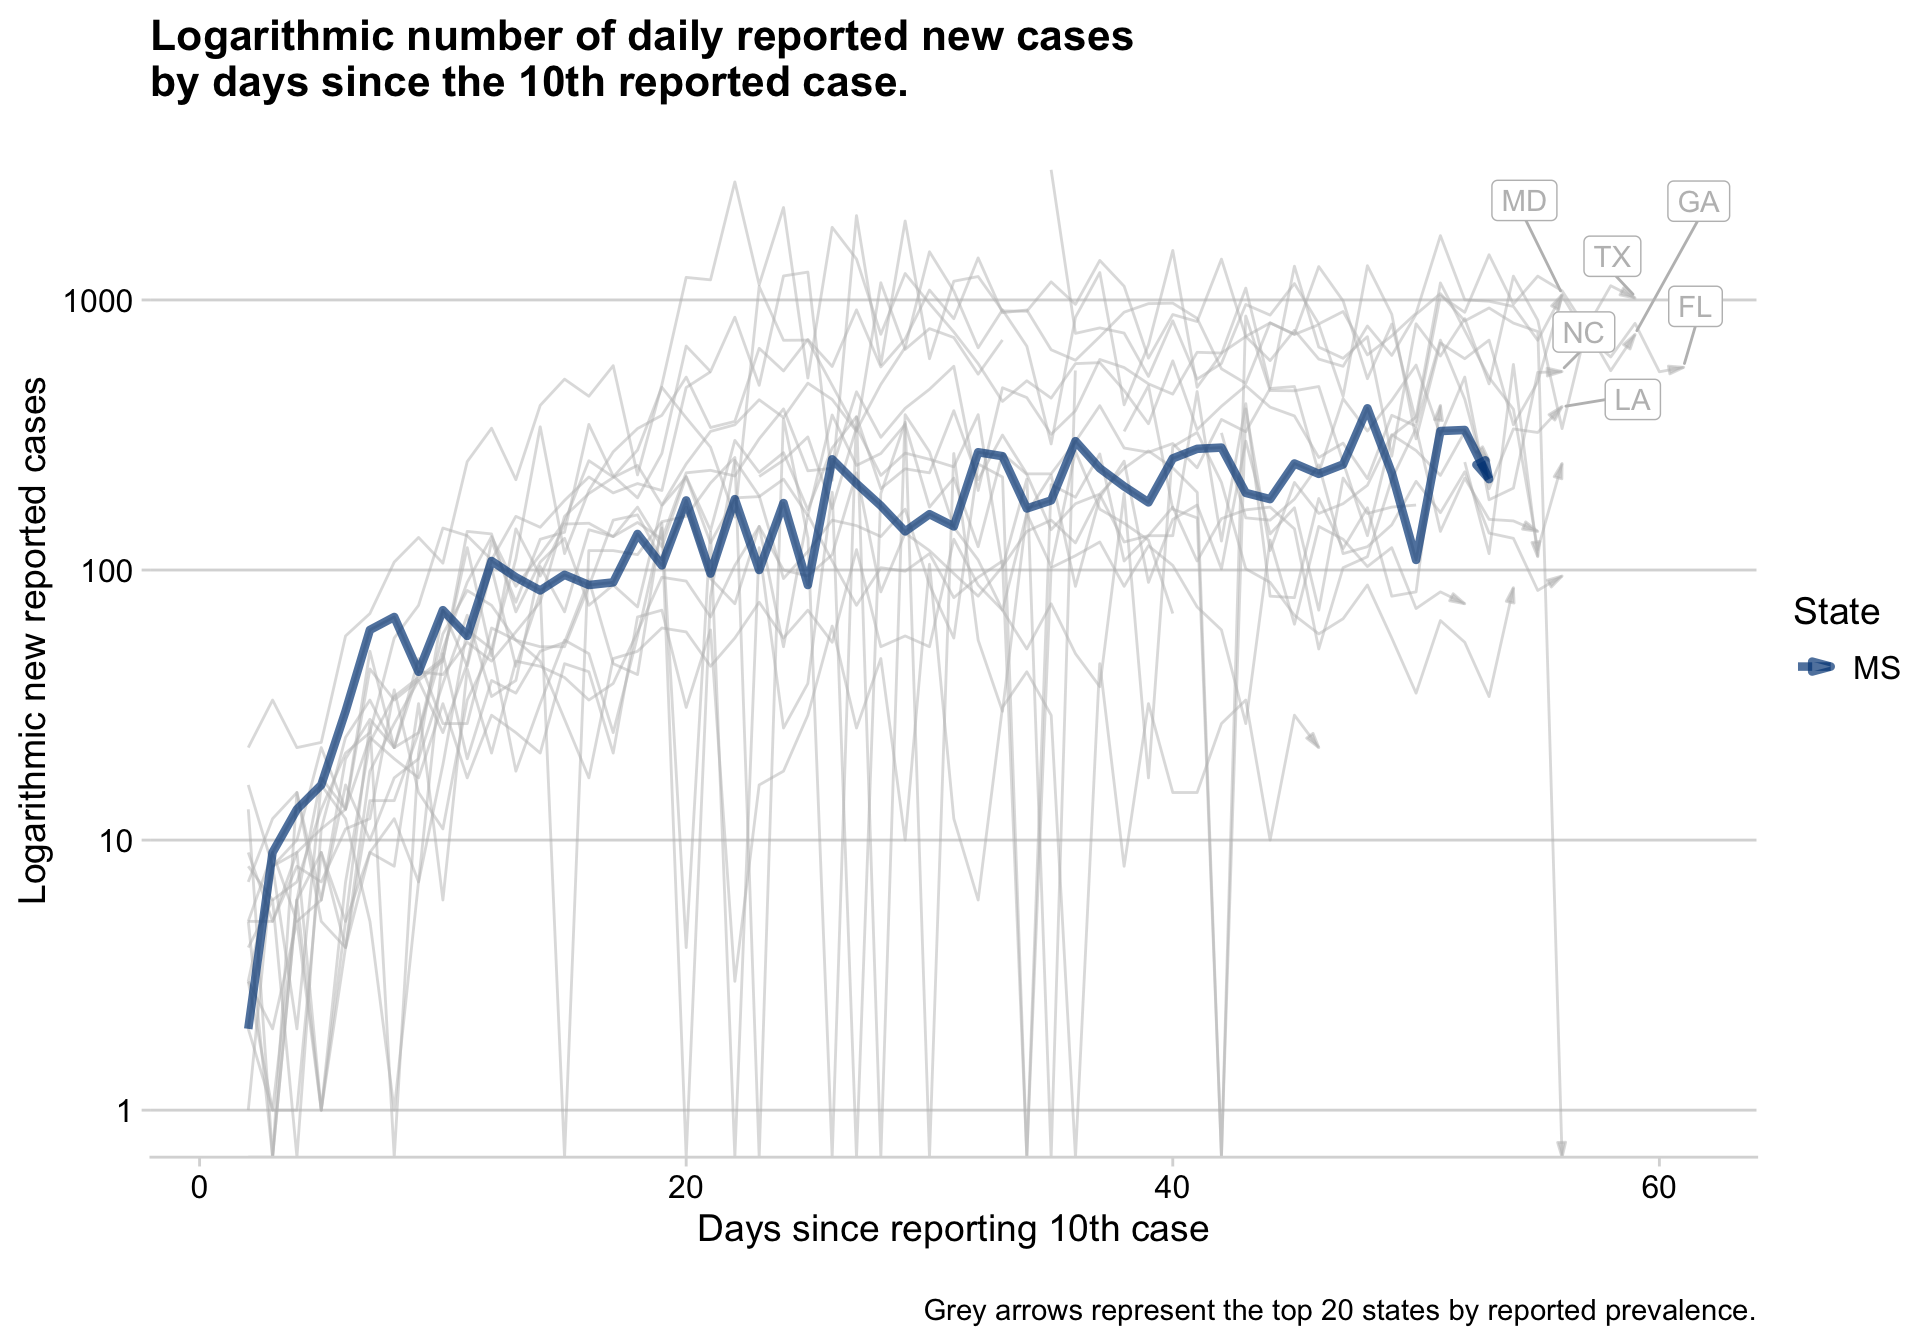 Logarithmic number of daily reported new cases
by days since the 10th reported case.
Logarithmic new reported cases
1000
100
10
1
MD
GA
TX
FL
NC
LA
State
MS
0
20
40
60
Days since reporting 10th case
Grey arrows represent the top 20 states by reported prevalence.